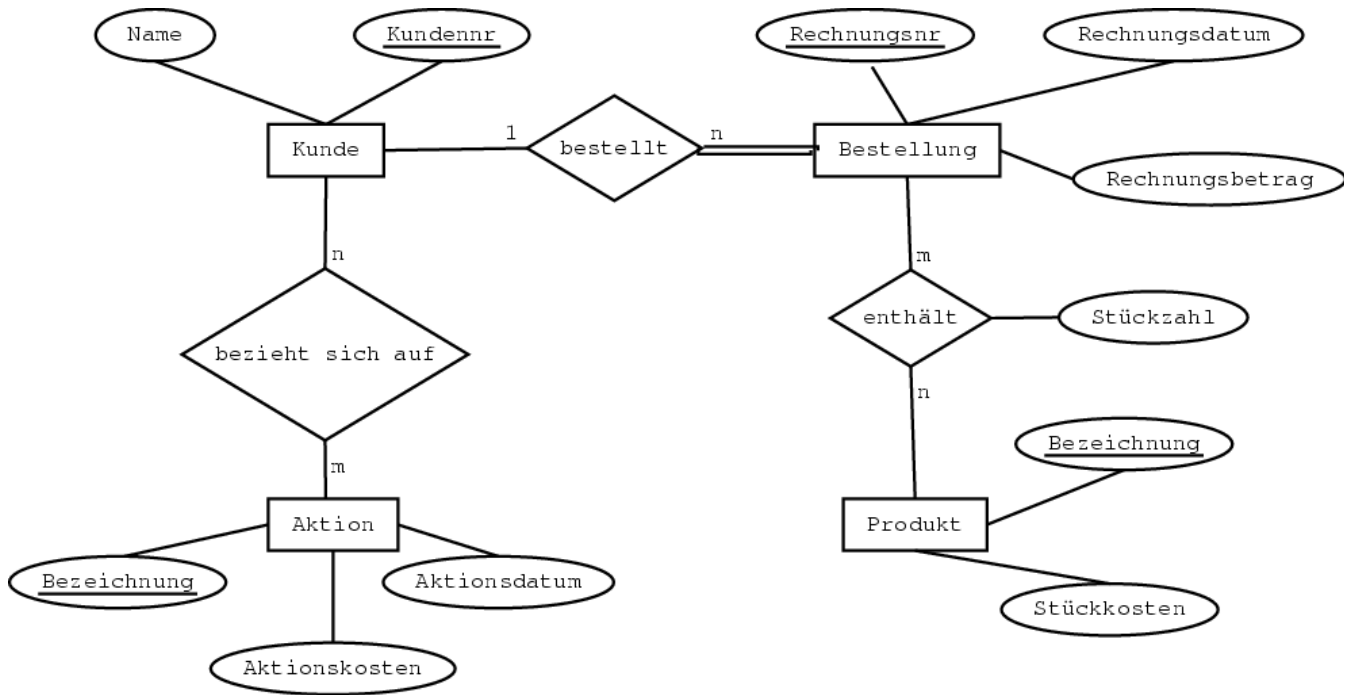 Name
Kundennr
Rechnungsnr
Rechnungsdatum
1
n
Kunde
bestellt
Bestellung
Rechnungsbetrag
n
m
enthält
Stückzahl
bezieht sich auf
n
Bezeichnung
m
Aktion
Produkt
Bezeichnung
Aktionsdatum
Stückkosten
Aktionskosten